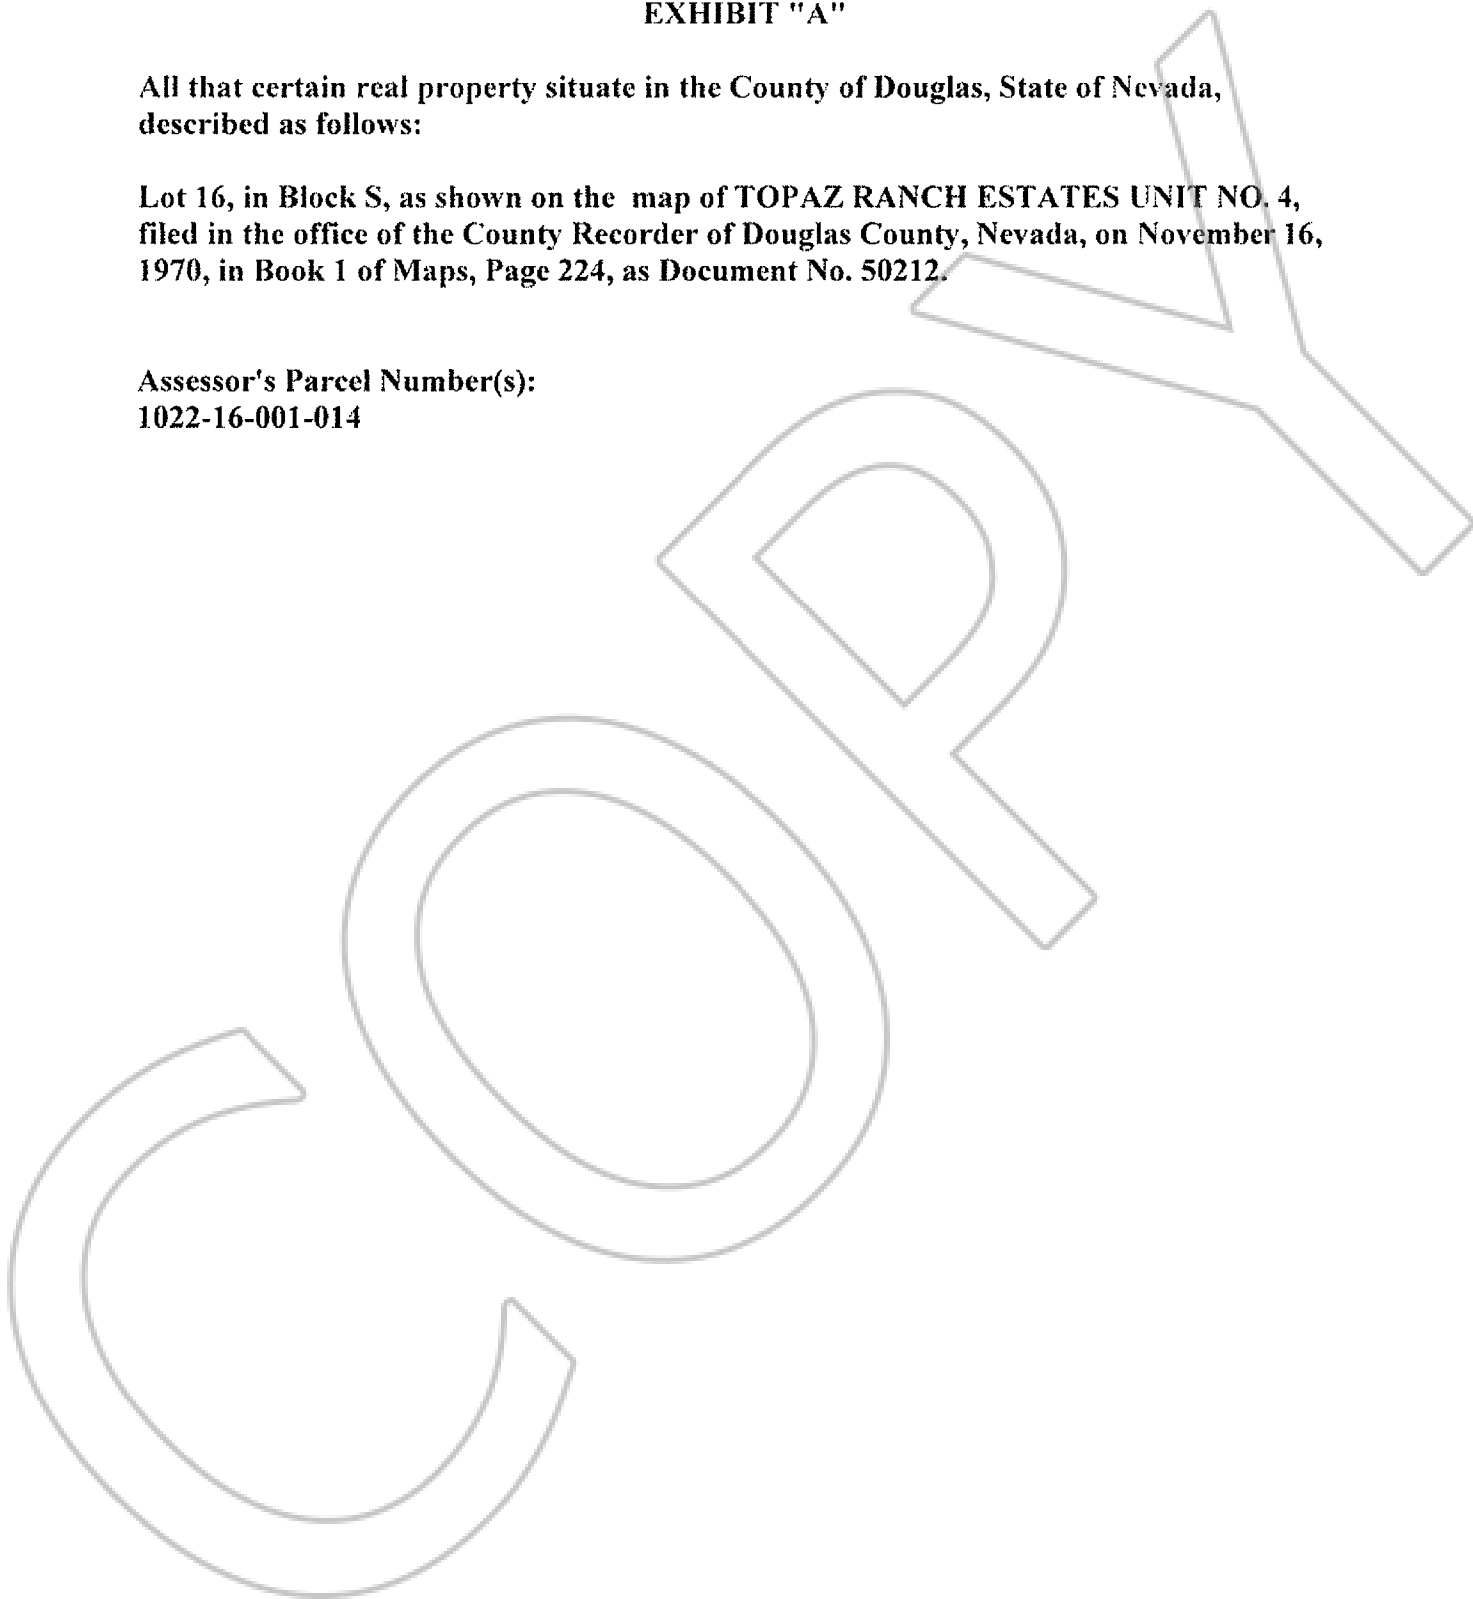 EXHIBIT "A"
All that certain real property situate in the County of Douglas, State of Nevada,
described as follows:
Lot 16, in Block S, as shown on the map of TOPAZ RANCH ESTATES UNIT NO. 4,
filed in the office of the County Recorder of Douglas County, Nevada, on November 16,
1970, in Book 1 of Maps, Page 224, as Document No. 50212.
Assessor's Parcel Number(s):
1022-16-001-014
COPY